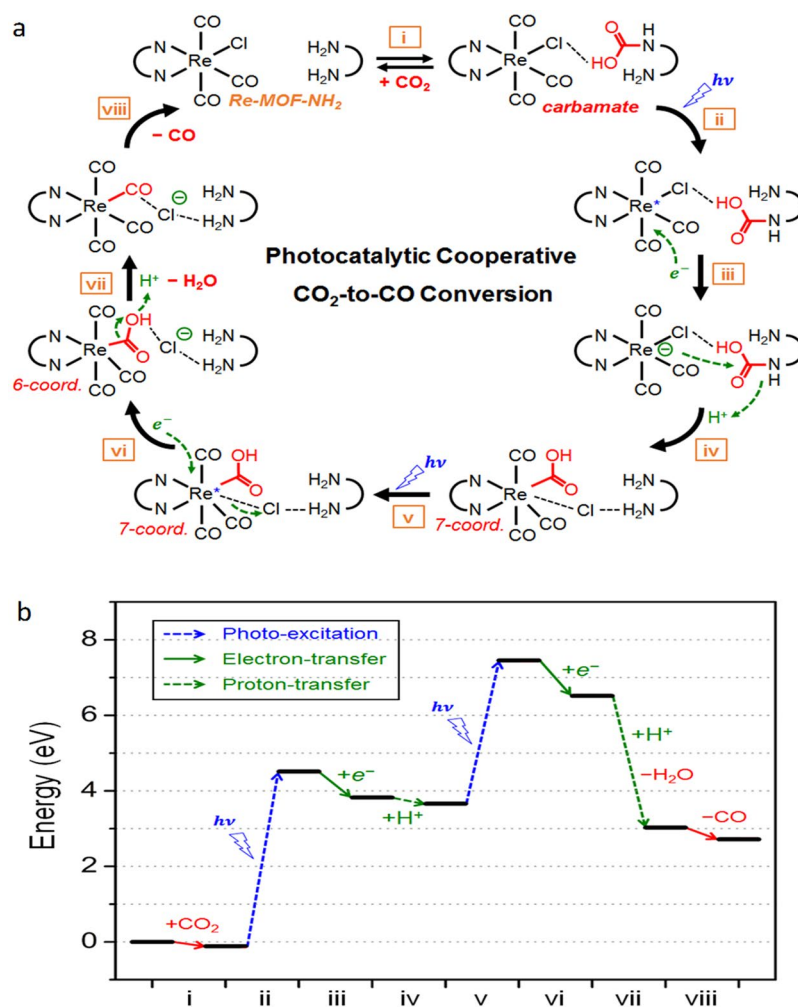 a
CO
N
Cl
Re
N
CO
CO
Re-MOF-NH2
H2N
H2N
i
+ CO2
CO
N
Cl
Re
N
CO
CO
O
H
N
HO
H2N
carbamate
hν
ii
viii
− CO
CO
N
CO
Re
N
CO
CO
Cl
⊖
H2N
H2N
CO
N
Cl
Re*
N
CO
CO
H2N
HO
O
N
H
e−
Photocatalytic Cooperative
CO2-to-CO Conversion
iii
vii
H+
− H2O
CO
OH
N
Re
O
N
CO
CO
Cl
⊖
H2N
H2N
6-coord.
CO
N
Cl
Re
⊖
N
CO
CO
H2N
HO
O
N
H
H+
iv
vi
e−
CO
OH
N
Re*
O
N
CO
CO
Cl
H2N
H2N
7-coord.
hν
v
CO
OH
N
Re
O
N
CO
CO
Cl
H2N
H2N
7-coord.
b
Photo-excitation
Electron-transfer
Proton-transfer
Energy (eV)
8
6
4
2
0
+CO2
hν
+e−
+H+
hν
+e−
+H+
−H2O
−CO
i ii iii iv v vi vii viii